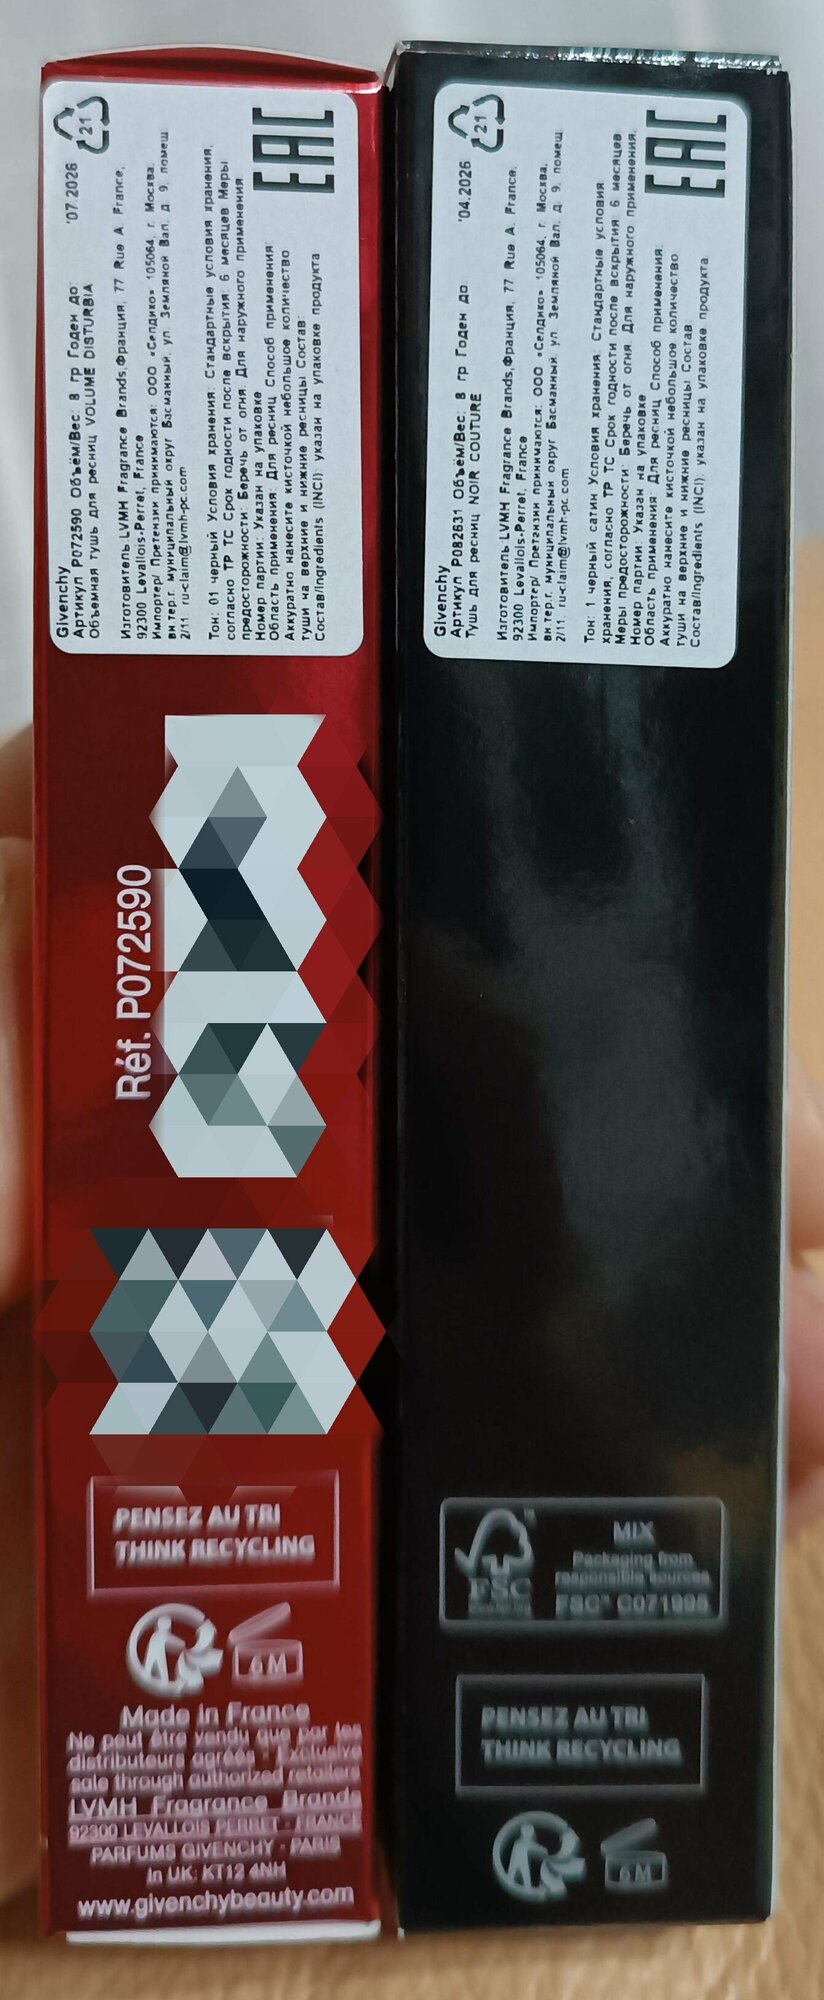 Givenchy
Артикул P072590 Объём/Вес: 8 гр Годен до: '07.2026
Объемная тушь для ресниц VOLUME DISTURBIA
Изготовитель LVMH Fragrance Brands,Франция, 77 Rue A. France,
92300 Levallois-Perret, France
Импортер/ Претензии принимаются: ООО «Селдико» 105064, г. Москва,
вн.тер.г. муниципальный округ Басманный, ул. Земляной Вал, д. 9, помещ
2/11. ru-claim@lvmh-pc.com
Тон: 01 черный Условия хранения: Стандартные условия хранения,
согласно ТР ТС Срок годности после вскрытия: 6 месяцев Меры
предосторожности: Беречь от огня. Для наружного применения
Номер партии: Указан на упаковке
Область применения: Для ресниц Способ применения:
Аккуратно нанесите кисточкой небольшое количество
туши на верхние и нижние ресницы Состав:
Состав/Ingredients (INCI): указан на упаковке продукта
21
EAC
Réf. P072590
PENSEZ AU TRI
THINK RECYCLING
6M
Made in France
Ne peut être vendu que par les
distributeurs agréés - Exclusive
sale through authorized retailers
LVMH Fragrance Brands
92300 LEVALLOIS PERRET - FRANCE
PARFUMS GIVENCHY - PARIS
In UK: KT12 4NH
www.givenchybeauty.com
Givenchy
Артикул P082631 Объём/Вес: 8 гр Годен до '04.2026
Тушь для ресниц NOIR COUTURE
Изготовитель LVMH Fragrance Brands,Франция, 77 Rue A. France,
92300 Levallois-Perret, France
Импортер/ Претензии принимаются: ООО «Селдико» 105064, г. Москва,
вн.тер.г. муниципальный округ Басманный, ул. Земляной Вал, д. 9, помещ
2/11. ru-claim@lvmh-pc.com
Тон: 1 черный сатин Условия хранения: Стандартные условия
хранения, согласно ТР ТС Срок годности после вскрытия: 6 месяцев
Меры предосторожности: Беречь от огня. Для наружного применения.
Номер партии: Указан на упаковке
Область применения: Для ресниц Способ применения:
Аккуратно нанесите кисточкой небольшое количество
туши на верхние и нижние ресницы Состав:
Состав/Ingredients (INCI): указан на упаковке продукта
21
EAC
FSC
MIX
Packaging from
responsible sources
FSC® C071995
PENSEZ AU TRI
THINK RECYCLING
6M